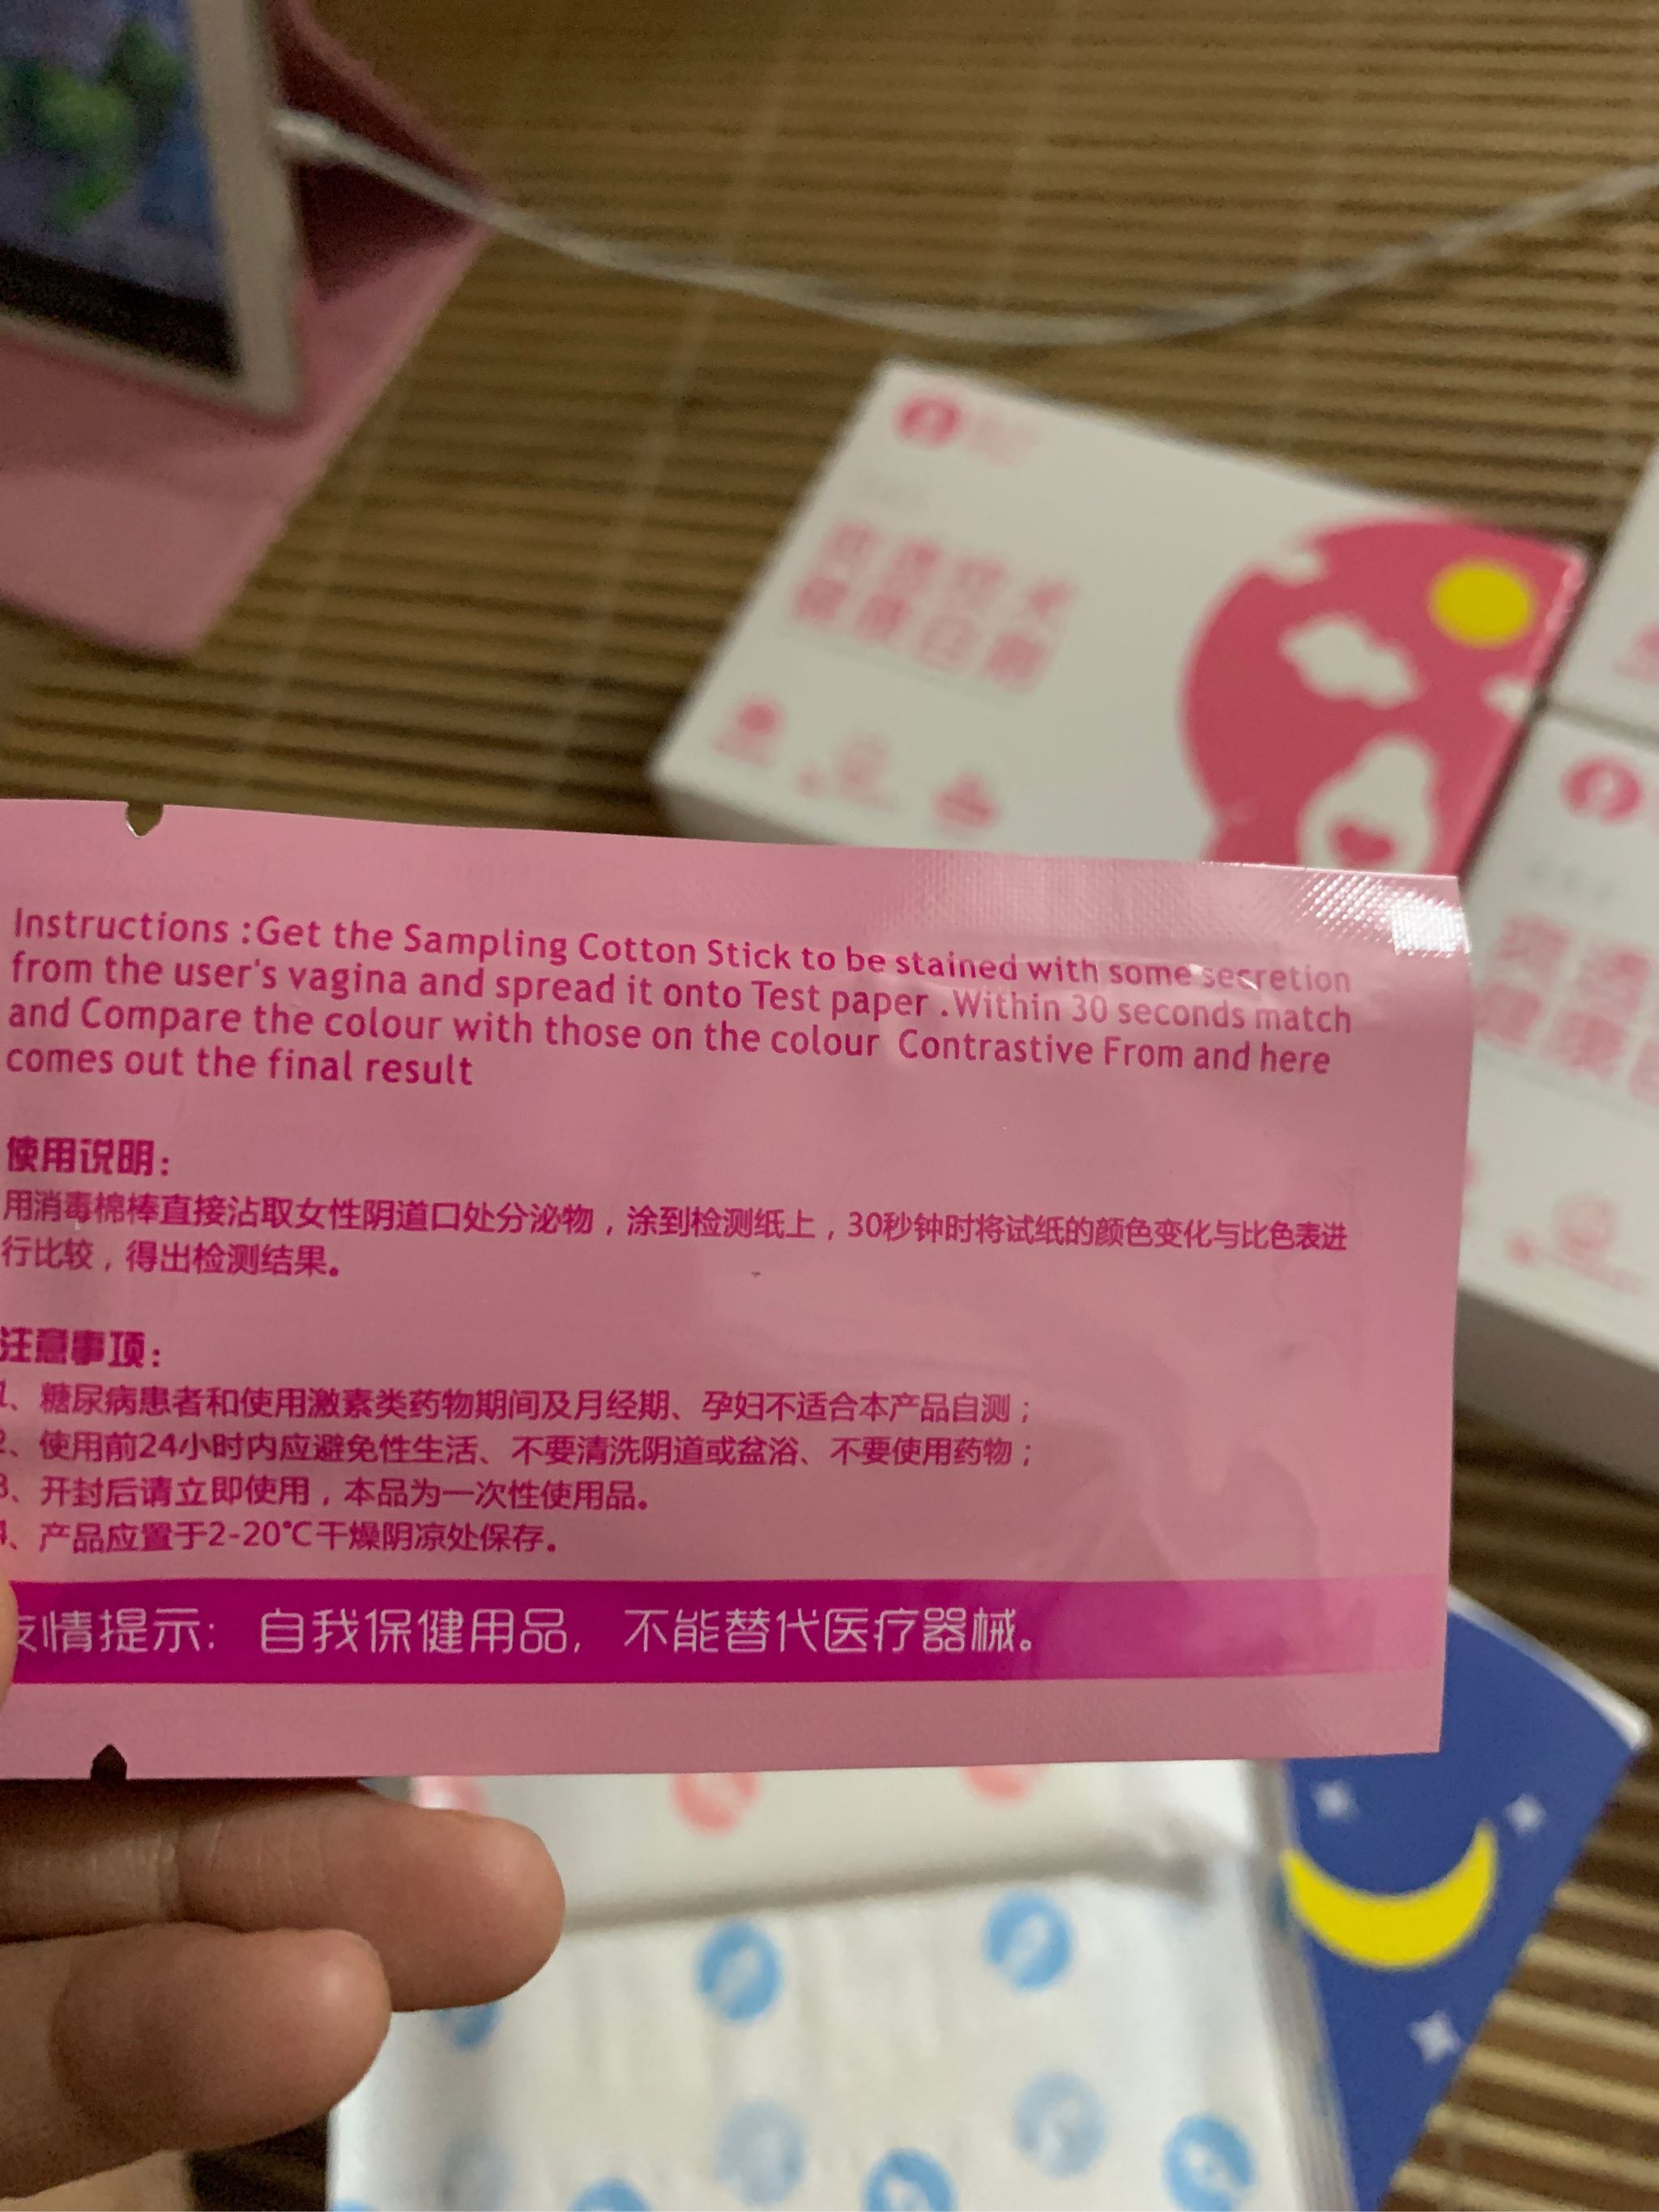 Instructions :Get the Sampling Cotton Stick to be stained with some secretion
from the user's vagina and spread it onto Test paper .Within 30 seconds match
and Compare the colour with those on the colour Contrastive From and here
comes out the final result
使用说明：
用消毒棉棒直接沾取女性阴道口处分泌物，涂到检测纸上，30秒钟时将试纸的颜色变化与比色表进
行比较，得出检测结果。
注意事项：
1、糖尿病患者和使用激素类药物期间及月经期、孕妇不适合本产品自测；
2、使用前24小时内应避免性生活、不要清洗阴道或盆浴、不要使用药物；
3、开封后请立即使用，本品为一次性使用品。
4、产品应置于2-20℃干燥阴凉处保存。
友情提示：自我保健用品，不能替代医疗器械。